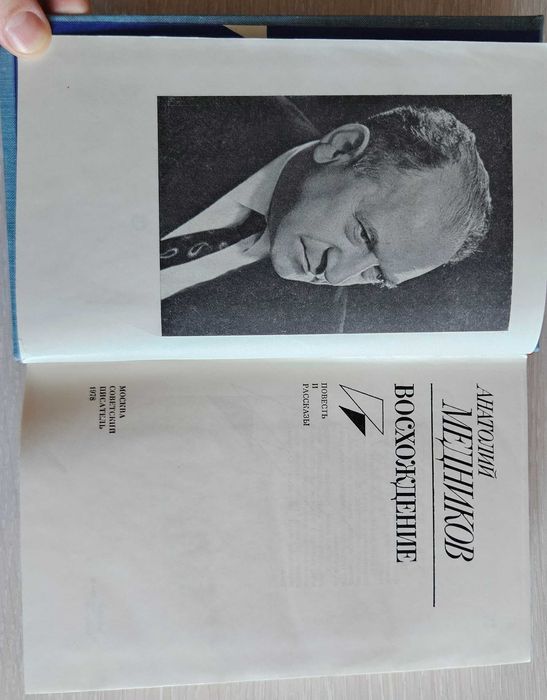 АНАТОЛИЙ
МЕДНИКОВ
ВОСХОЖДЕНИЕ
ПОВЕСТЬ
И
РАССКАЗЫ
МОСКВА
СОВЕТСКИЙ
ПИСАТЕЛЬ
1978